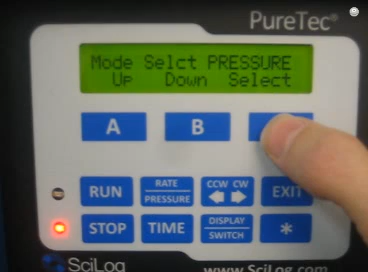 PureTec®
Mode Selct PRESSURE
Up Down Select
A B
RUN RATE PRESSURE CCW CW EXIT
STOP TIME DISPLAY SWITCH *
SciLog www.SciLog.com